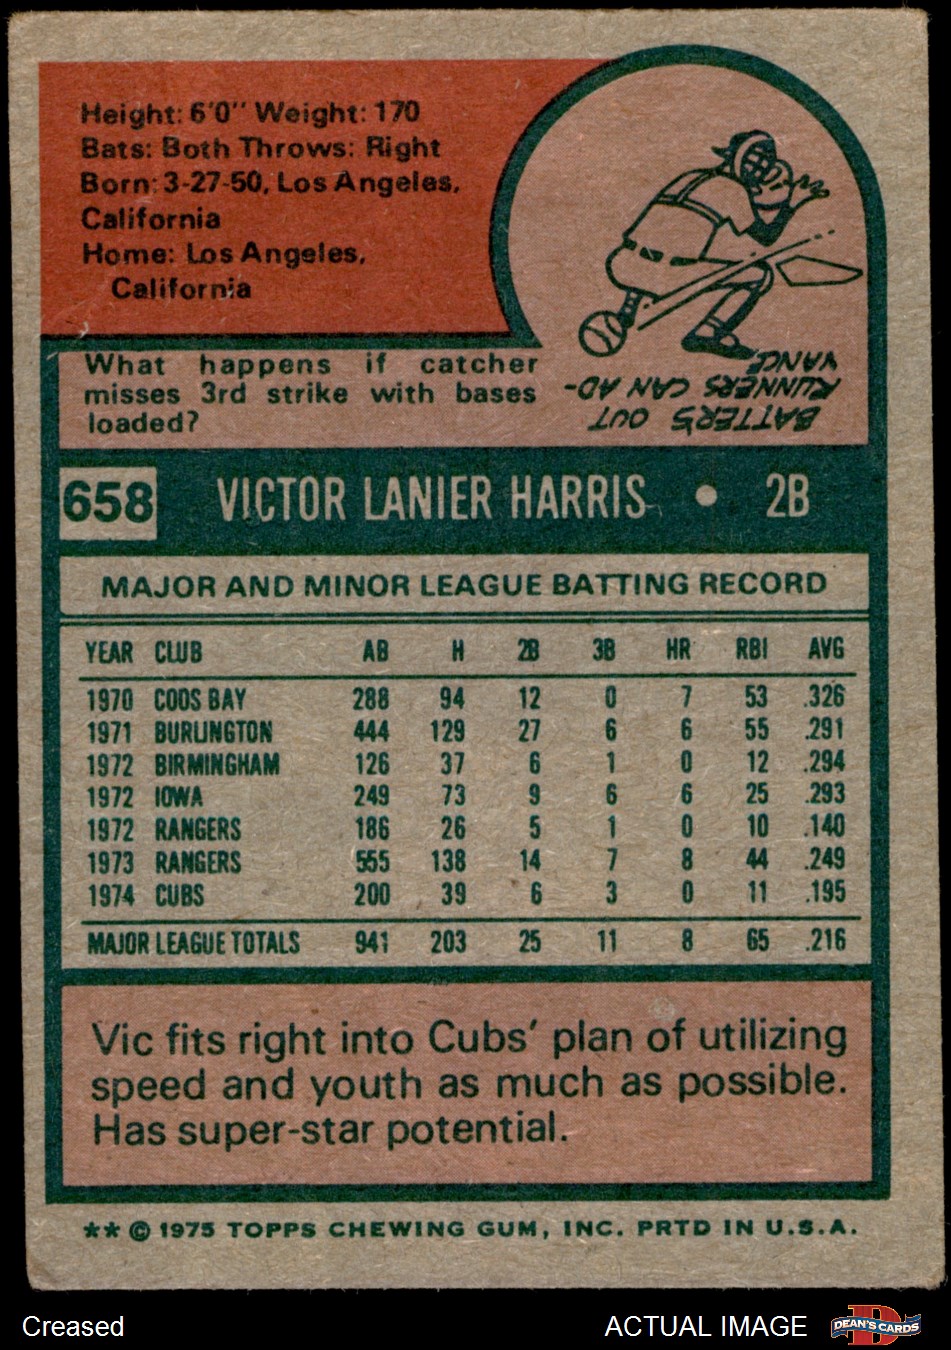 Height: 6'0" Weight: 170
Bats: Both Throws: Right
Born: 3-27-50, Los Angeles,
California
Home: Los Angeles,
California
What happens if catcher
misses 3rd strike with bases
loaded?
BATTER'S OUT
RUNNERS CAN AD-
VANCE
658 VICTOR LANIER HARRIS • 2B
MAJOR AND MINOR LEAGUE BATTING RECORD
YEAR CLUB AB H 2B 3B HR RBI AVG
1970 COOS BAY 288 94 12 0 7 53 .326
1971 BURLINGTON 444 129 27 6 6 55 .291
1972 BIRMINGHAM 126 37 6 1 0 12 .294
1972 IOWA 249 73 9 6 6 25 .293
1972 RANGERS 186 26 5 1 0 10 .140
1973 RANGERS 555 138 14 7 8 44 .249
1974 CUBS 200 39 6 3 0 11 .195
MAJOR LEAGUE TOTALS 941 203 25 11 8 65 .216
Vic fits right into Cubs' plan of utilizing
speed and youth as much as possible.
Has super-star potential.
** © 1975 TOPPS CHEWING GUM, INC. PRTD IN U.S.A.
Creased ACTUAL IMAGE D DEAN'S CARDS